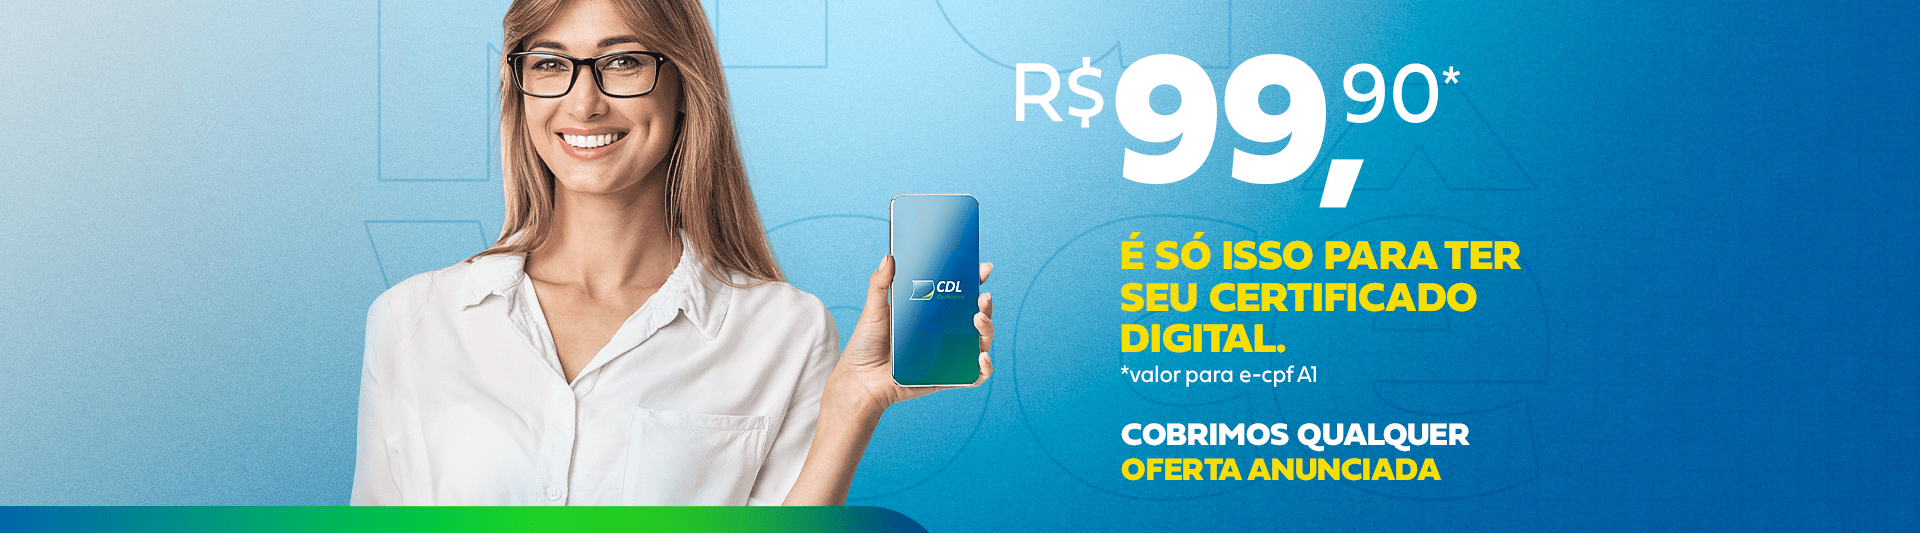 R$99,90*
É SÓ ISSO PARA TER
SEU CERTIFICADO
DIGITAL.
*valor para e-cpf A1
COBRIMOS QUALQUER
OFERTA ANUNCIADA
CDL